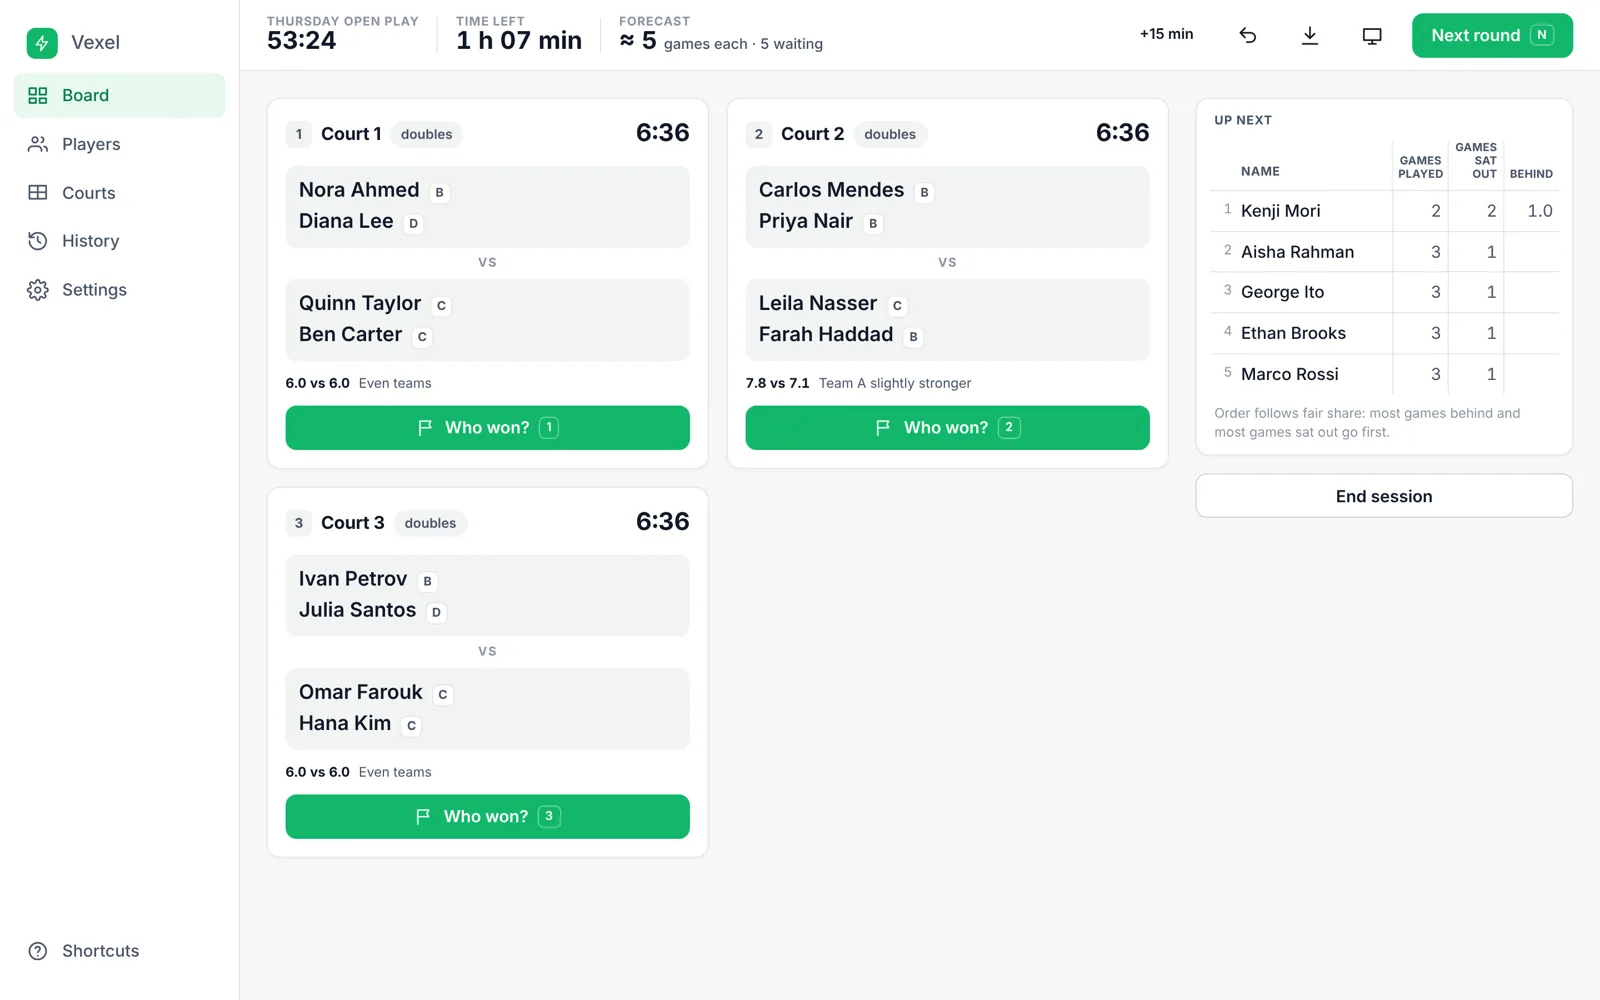 Vexel
Board
Players
Courts
History
Settings
Shortcuts
THURSDAY OPEN PLAY
53:24
TIME LEFT
1 h 07 min
FORECAST
≈ 5 games each · 5 waiting
+15 min
Next round N
1 Court 1 doubles 6:36
Nora Ahmed B
Diana Lee D
VS
Quinn Taylor C
Ben Carter C
6.0 vs 6.0 Even teams
Who won? 1
2 Court 2 doubles 6:36
Carlos Mendes B
Priya Nair B
VS
Leila Nasser C
Farah Haddad B
7.8 vs 7.1 Team A slightly stronger
Who won? 2
3 Court 3 doubles 6:36
Ivan Petrov B
Julia Santos D
VS
Omar Farouk C
Hana Kim C
6.0 vs 6.0 Even teams
Who won? 3
UP NEXT
NAME GAMES PLAYED GAMES SAT OUT BEHIND
1 Kenji Mori 2 2 1.0
2 Aisha Rahman 3 1
3 George Ito 3 1
4 Ethan Brooks 3 1
5 Marco Rossi 3 1
Order follows fair share: most games behind and
most games sat out go first.
End session